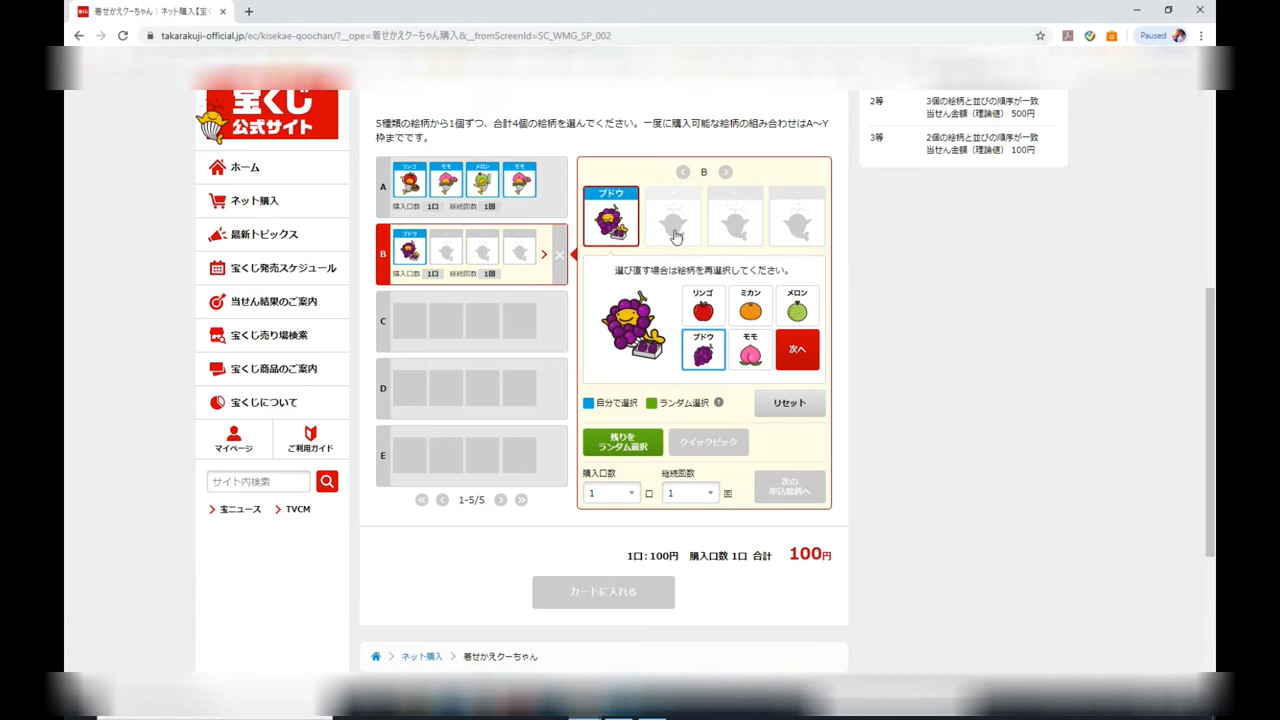 着せかえクーちゃん | ネット購入【宝く
takarakuji-official.jp/ec/kisekae-qoochan/?__ope=着せかえクーちゃん購入&__fromScreenId=SC_WMG_SP_002
Paused
宝くじ
公式サイト
ホーム
ネット購入
最新トピックス
宝くじ発売スケジュール
当せん結果のご案内
宝くじ売り場検索
宝くじ商品のご案内
宝くじについて
マイページ
ご利用ガイド
サイト内検索
宝ニュース
TVCM
5種類の絵柄から1個ずつ、合計4個の絵柄を選んでください。一度に購入可能な絵柄の組み合わせはA～Y
枠までです。
A
リンゴ モモ メロン モモ
購入口数 1口 継続回数 1回
B
ブドウ
購入口数 1口 継続回数 1回
C
D
E
1-5/5
B
ブドウ
選び直す場合は絵柄を再選択してください。
リンゴ ミカン メロン
ブドウ モモ 次へ
自分で選択 ランダム選択 ?
リセット
残りを
ランダム選択
クイックピック
購入口数 継続回数
1 口 1 回
次の
申込絵柄へ
1口：100円 購入口数 1口 合計 100円
カートに入れる
ネット購入 着せかえクーちゃん
2等 3個の絵柄と並びの順序が一致
当せん金額（理論値） 500円
3等 2個の絵柄と並びの順序が一致
当せん金額（理論値） 100円